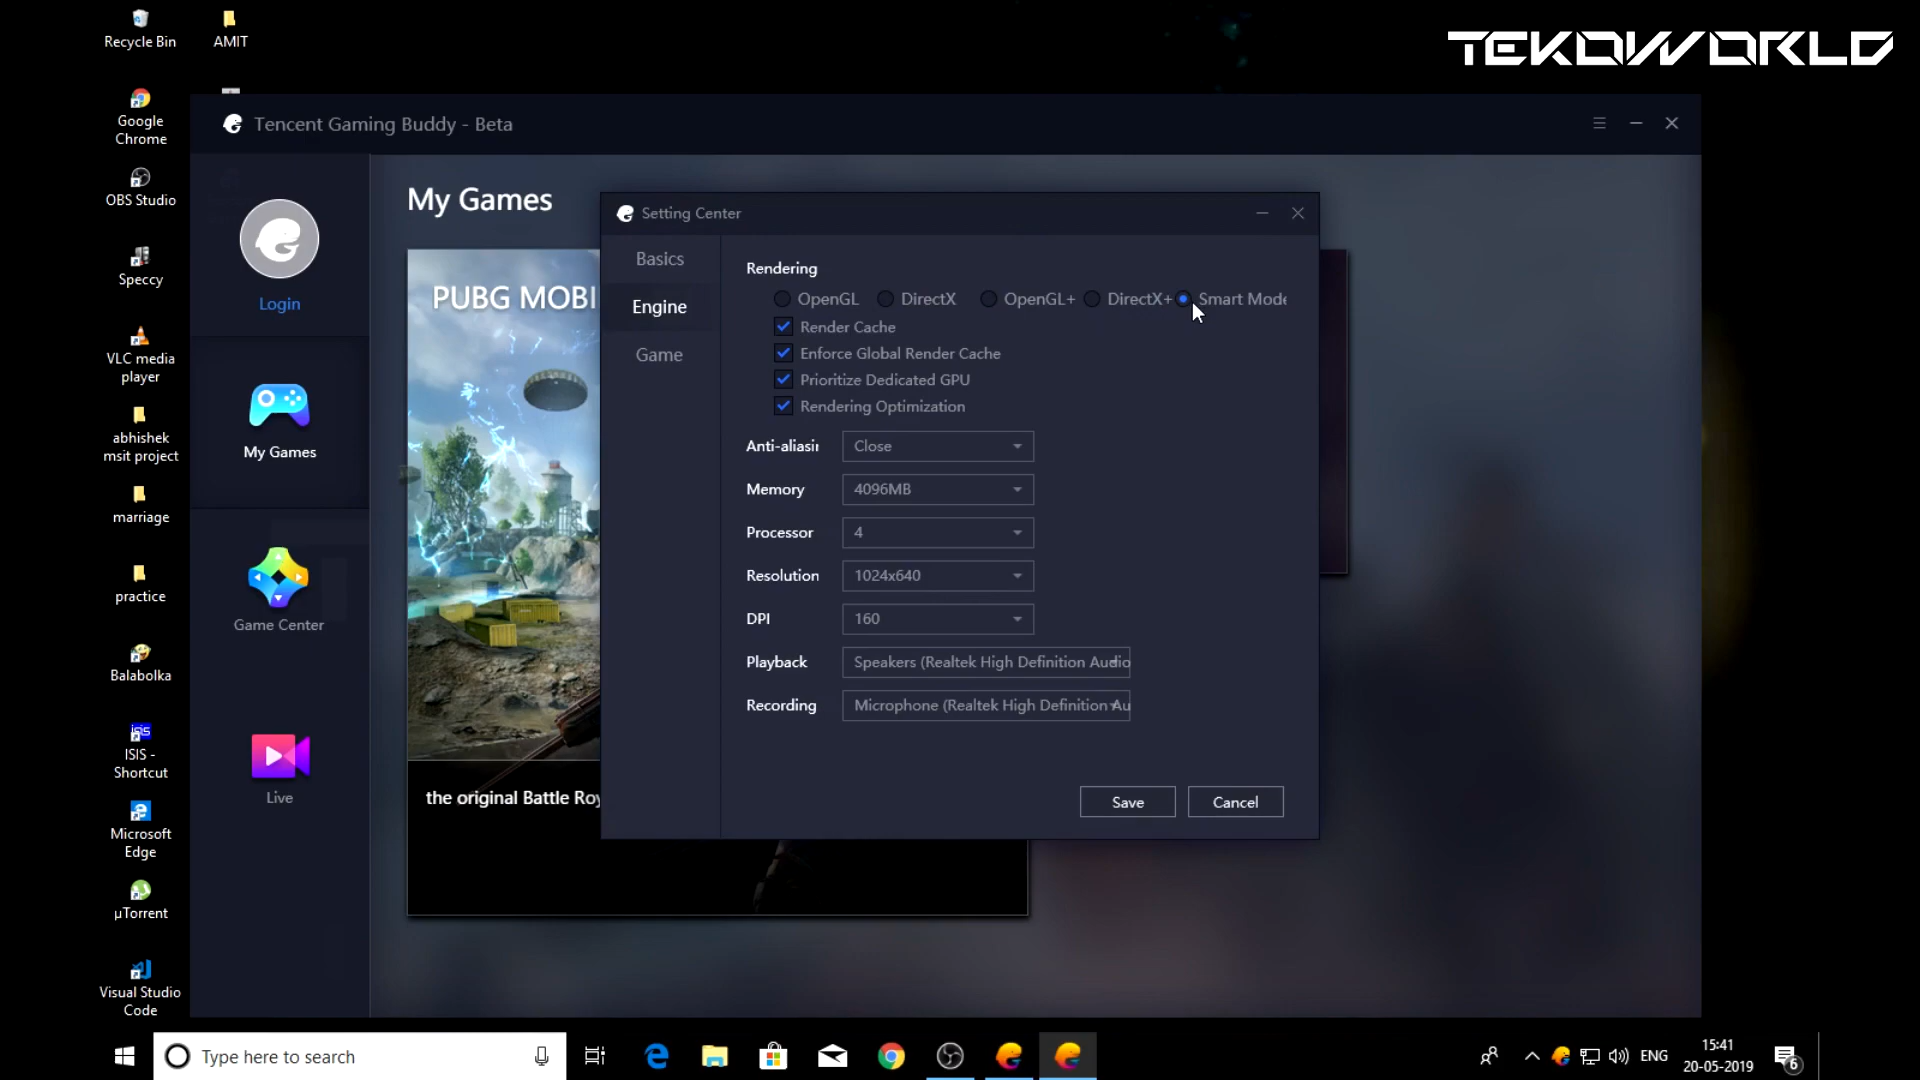 Recycle Bin
AMIT
TEKOWORLD
Google
Chrome
OBS Studio
Speccy
VLC media
player
abhishek
msit project
marriage
practice
Balabolka
isis
ISIS -
Shortcut
Microsoft
Edge
µTorrent
Visual Studio
Code
Tencent Gaming Buddy - Beta
Login
My Games
Game Center
Live
My Games
PUBG MOBI
the original Battle Roy
Setting Center
Basics
Engine
Game
Rendering
OpenGL DirectX OpenGL+ DirectX+ Smart Mode
Render Cache
Enforce Global Render Cache
Prioritize Dedicated GPU
Rendering Optimization
Anti-aliasin Close
Memory 4096MB
Processor 4
Resolution 1024x640
DPI 160
Playback Speakers (Realtek High Definition Audio
Recording Microphone (Realtek High Definition Au
Save Cancel
Type here to search
ENG
15:41
20-05-2019
6